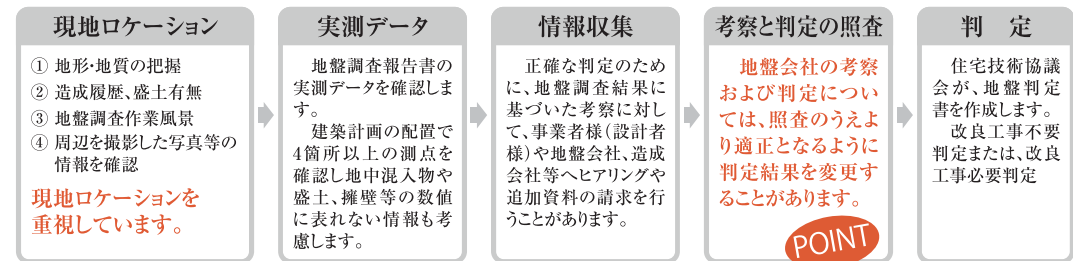 現地ロケーション
① 地形・地質の把握
② 造成履歴、盛土有無
③ 地盤調査作業風景
④ 周辺を撮影した写真等の
情報を確認
現地ロケーションを
重視しています。
実測データ
地盤調査報告書の
実測データを確認しま
す。
建築計画の配置で
4箇所以上の測点を
確認し地中混入物や
盛土、擁壁等の数値
に表れない情報も考
慮します。
情報収集
正確な判定のため
に、地盤調査結果に
基づいた考察に対し
て、事業者様(設計者
様)や地盤会社、造成
会社等へヒアリングや
追加資料の請求を行
うことがあります。
考察と判定の照査
地盤会社の考察
および判定につい
ては、照査のうえよ
り適正となるように
判定結果を変更す
ることがあります。
POINT
判 定
住宅技術協議
会が、地盤判定
書を作成します。
改良工事不要
判定または、改良
工事必要判定